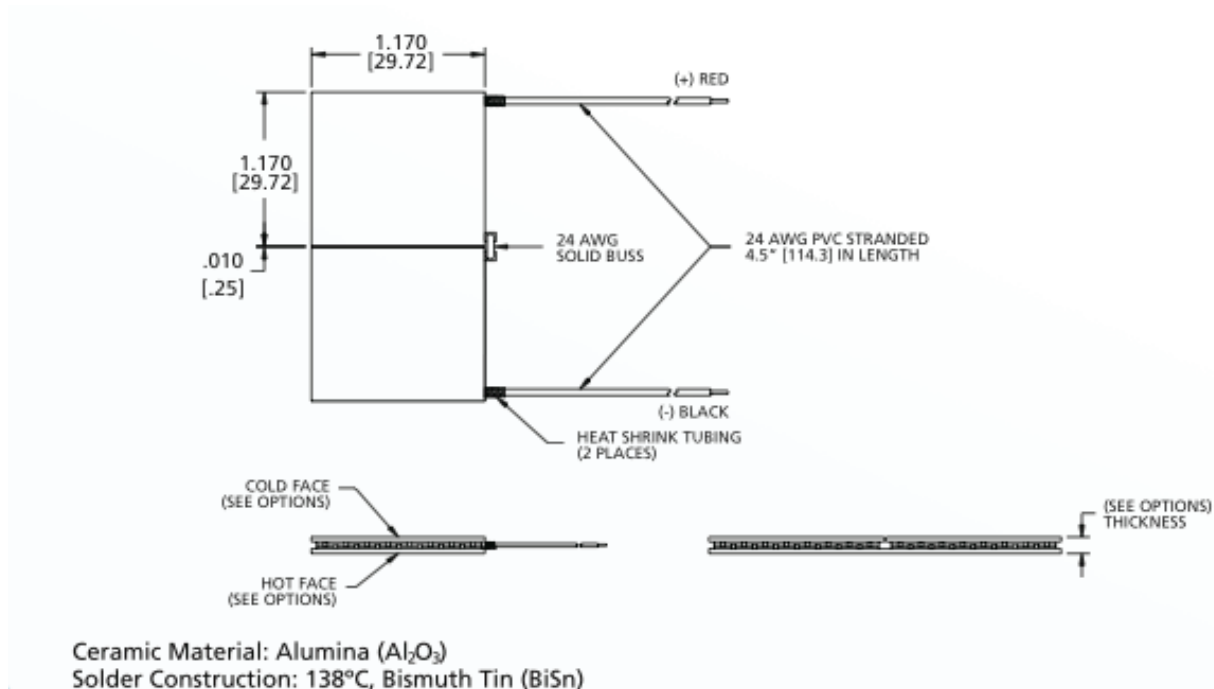 1.170
[29.72]
(+) RED
1.170
[29.72]
24 AWG
SOLID BUSS
24 AWG PVC STRANDED
4.5" [114.3] IN LENGTH
.010
[.25]
(-) BLACK
HEAT SHRINK TUBING
(2 PLACES)
COLD FACE
(SEE OPTIONS)
(SEE OPTIONS)
THICKNESS
HOT FACE
(SEE OPTIONS)
Ceramic Material: Alumina (Al₂O₃)
Solder Construction: 138ºC, Bismuth Tin (BiSn)